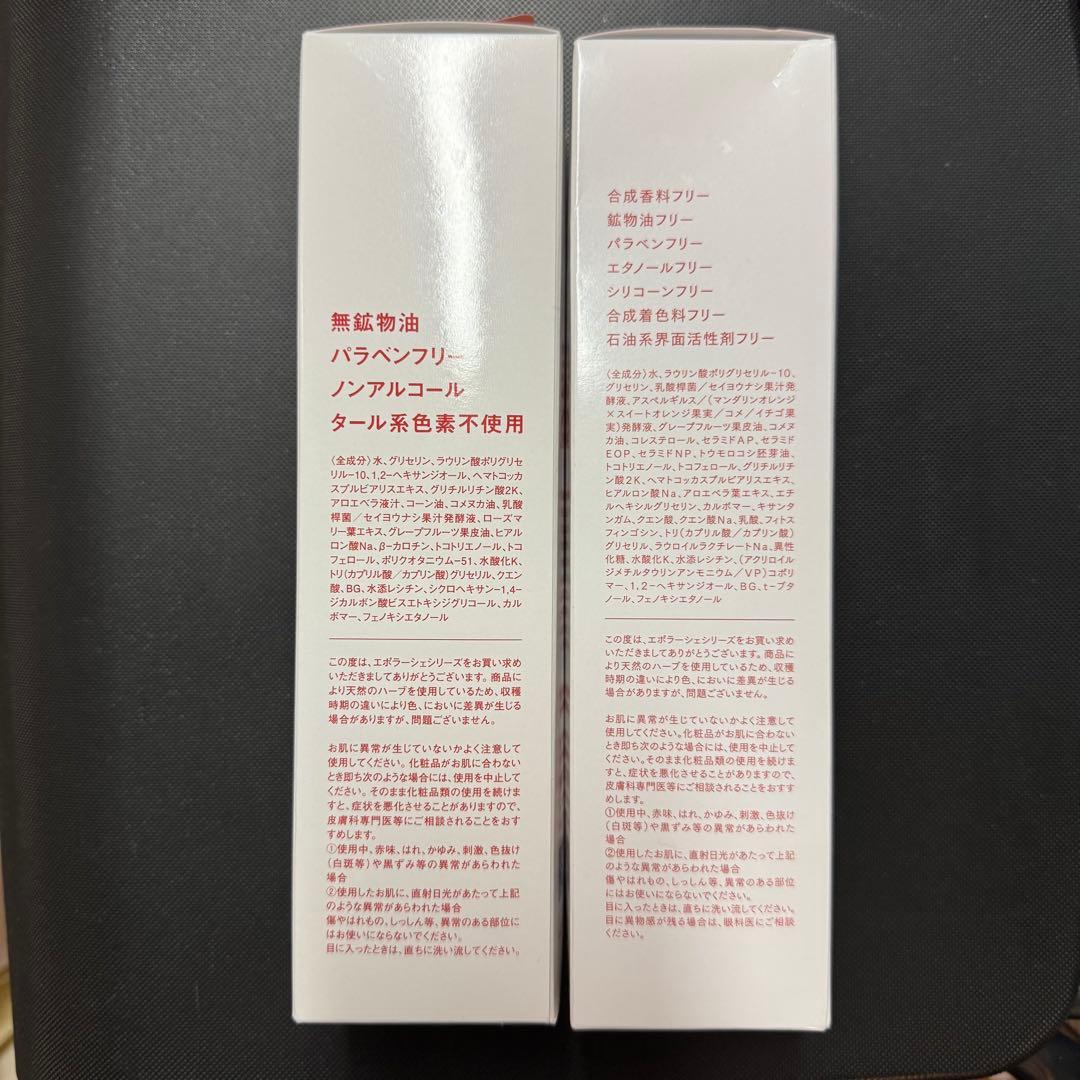 無鉱物油
パラベンフリー
ノンアルコール
タール系色素不使用
〈全成分〉水、グリセリン、ラウリン酸ポリグリセ
リル-10、1,2-ヘキサンジオール、ヘマトコッカ
スプルビアリスエキス、グリチルリチン酸2K、
アロエベラ液汁、コーン油、コメヌカ油、乳酸
桿菌/セイヨウナシ果汁発酵液、ローズマ
リー葉エキス、グレープフルーツ果皮油、ヒアル
ロン酸Na、β-カロチン、トコトリエノール、トコ
フェロール、ポリクオタニウム-51、水酸化K、
トリ(カプリル酸/カプリン酸)グリセリル、クエン
酸、BG、水添レシチン、シクロヘキサン-1,4-
ジカルボン酸ビスエトキシジグリコール、カル
ボマー、フェノキシエタノール
この度は、エポラーシェシリーズをお買い求め
いただきましてありがとうございます。商品に
より天然のハーブを使用しているため、収穫
時期の違いにより色、においに差異が生じる
場合がありますが、問題ございません。
お肌に異常が生じていないかよく注意して
使用してください。化粧品がお肌に合わない
とき即ち次のような場合には、使用を中止して
ください。そのまま化粧品類の使用を続けま
すと、症状を悪化させることがありますので、
皮膚科専門医等にご相談されることをおす
すめします。
①使用中、赤味、はれ、かゆみ、刺激、色抜け
(白斑等)や黒ずみ等の異常があらわれた
場合
②使用したお肌に、直射日光があたって上記
のような異常があらわれた場合
傷やはれもの、しっしん等、異常のある部位に
はお使いにならないでください。
目に入ったときは、直ちに洗い流してください。
合成香料フリー
鉱物油フリー
パラベンフリー
エタノールフリー
シリコーンフリー
合成着色料フリー
石油系界面活性剤フリー
〈全成分〉水、ラウリン酸ポリグリセリル-10、
グリセリン、乳酸桿菌/セイヨウナシ果汁発
酵液、アスペルギルス/(マンダリンオレンジ
×スイートオレンジ果実/コメ/イチゴ果
実)発酵液、グレープフルーツ果皮油、コメヌ
カ油、コレステロール、セラミドAP、セラミド
EOP、セラミドNP、トウモロコシ胚芽油、
トコトリエノール、トコフェロール、グリチルリチ
ン酸2K、ヘマトコッカスプルビアリスエキス、
ヒアルロン酸Na、アロエベラ葉エキス、エチ
ルヘキシルグリセリン、カルボマー、キサンタ
ンガム、クエン酸、クエン酸Na、乳酸、フィトス
フィンゴシン、トリ(カプリル酸/カプリン酸)
グリセリル、ラウロイルラクチレートNa、異性
化糖、水酸化K、水添レシチン、(アクリロイル
ジメチルタウリンアンモニウム/VP)コポリ
マー、1,2-ヘキサンジオール、BG、t-ブタ
ノール、フェノキシエタノール
この度は、エポラーシェシリーズをお買い求め
いただきましてありがとうございます。商品に
より天然のハーブを使用しているため、収穫
時期の違いにより色、においに差異が生じる
場合がありますが、問題ございません。
お肌に異常が生じていないかよく注意して
使用してください。化粧品がお肌に合わない
とき即ち次のような場合には、使用を中止して
ください。そのまま化粧品類の使用を続けま
すと、症状を悪化させることがありますので、
皮膚科専門医等にご相談されることをおすす
めします。
①使用中、赤味、はれ、かゆみ、刺激、色抜け
(白斑等)や黒ずみ等の異常があらわれた
場合
②使用したお肌に、直射日光があたって上記
のような異常があらわれた場合
傷やはれもの、しっしん等、異常のある部位
にはお使いにならないでください。
目に入ったときは、直ちに洗い流してください。
目に異物感が残る場合は、眼科医にご相談
ください。